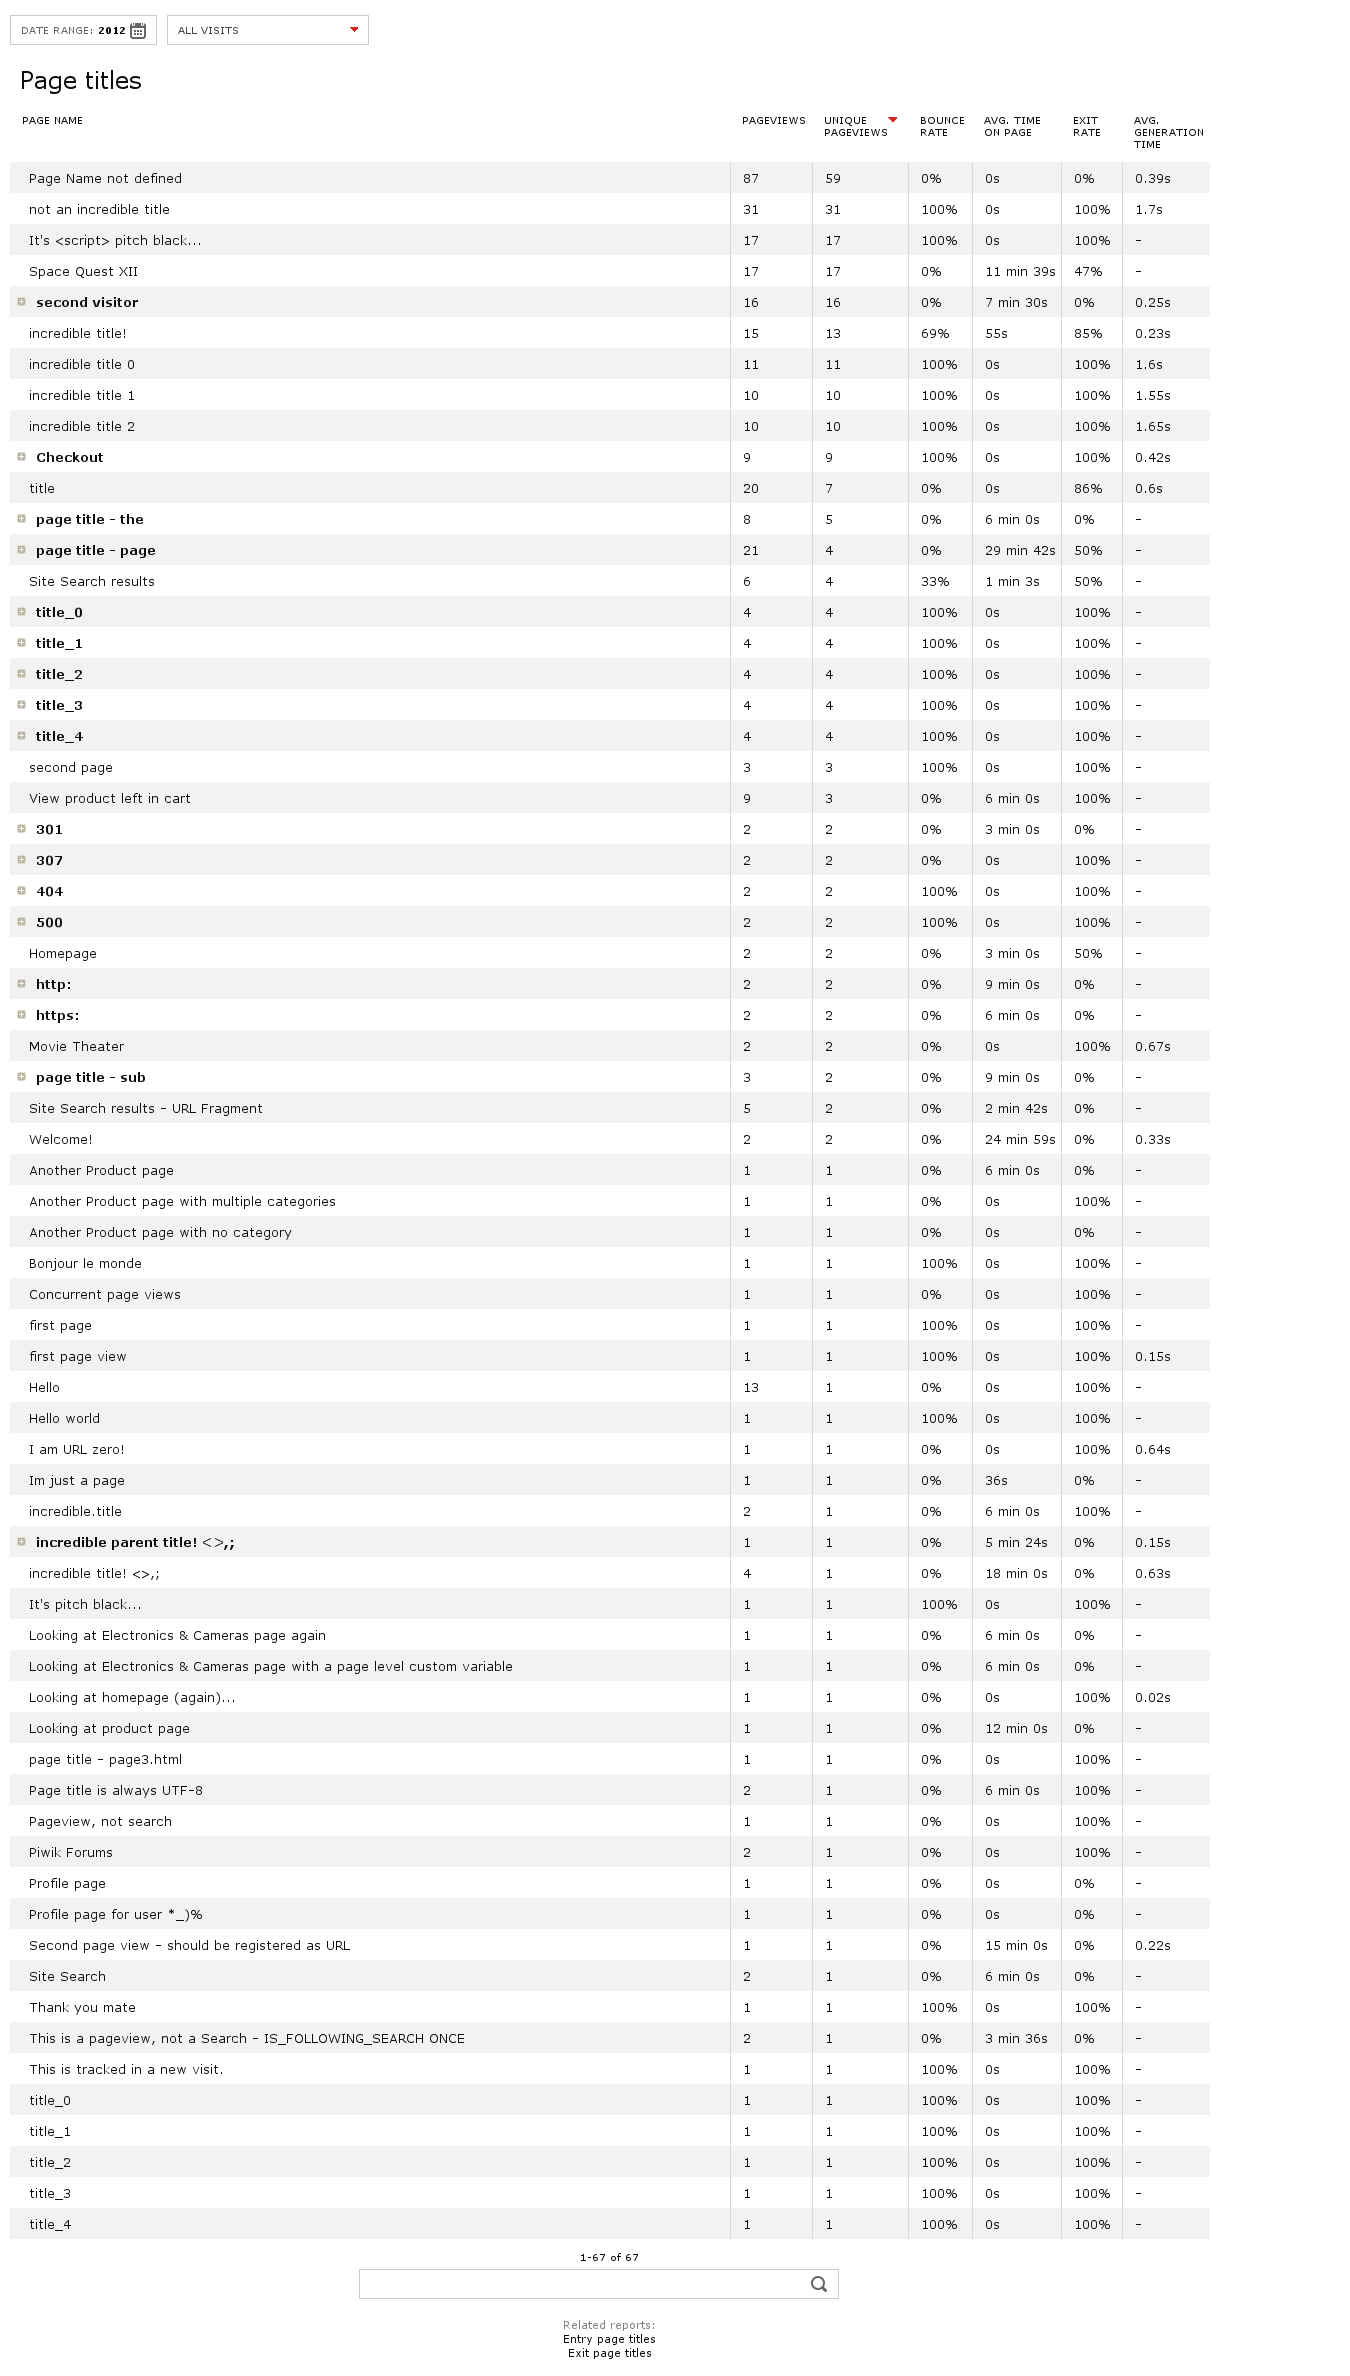 DATE RANGE: 2012 ALL VISITS
Page titles
PAGE NAME PAGEVIEWS UNIQUE PAGEVIEWS BOUNCE RATE AVG. TIME ON PAGE EXIT RATE AVG. GENERATION TIME
Page Name not defined 87 59 0% 0s 0% 0.39s
not an incredible title 31 31 100% 0s 100% 1.7s
It's <script> pitch black... 17 17 100% 0s 100% -
Space Quest XII 17 17 0% 11 min 39s 47% -
second visitor 16 16 0% 7 min 30s 0% 0.25s
incredible title! 15 13 69% 55s 85% 0.23s
incredible title 0 11 11 100% 0s 100% 1.6s
incredible title 1 10 10 100% 0s 100% 1.55s
incredible title 2 10 10 100% 0s 100% 1.65s
Checkout 9 9 100% 0s 100% 0.42s
title 20 7 0% 0s 86% 0.6s
page title - the 8 5 0% 6 min 0s 0% -
page title - page 21 4 0% 29 min 42s 50% -
Site Search results 6 4 33% 1 min 3s 50% -
title_0 4 4 100% 0s 100% -
title_1 4 4 100% 0s 100% -
title_2 4 4 100% 0s 100% -
title_3 4 4 100% 0s 100% -
title_4 4 4 100% 0s 100% -
second page 3 3 100% 0s 100% -
View product left in cart 9 3 0% 6 min 0s 100% -
301 2 2 0% 3 min 0s 0% -
307 2 2 0% 0s 100% -
404 2 2 100% 0s 100% -
500 2 2 100% 0s 100% -
Homepage 2 2 0% 3 min 0s 50% -
http: 2 2 0% 9 min 0s 0% -
https: 2 2 0% 6 min 0s 0% -
Movie Theater 2 2 0% 0s 100% 0.67s
page title - sub 3 2 0% 9 min 0s 0% -
Site Search results - URL Fragment 5 2 0% 2 min 42s 0% -
Welcome! 2 2 0% 24 min 59s 0% 0.33s
Another Product page 1 1 0% 6 min 0s 0% -
Another Product page with multiple categories 1 1 0% 0s 100% -
Another Product page with no category 1 1 0% 0s 0% -
Bonjour le monde 1 1 100% 0s 100% -
Concurrent page views 1 1 0% 0s 100% -
first page 1 1 100% 0s 100% -
first page view 1 1 100% 0s 100% 0.15s
Hello 13 1 0% 0s 100% -
Hello world 1 1 100% 0s 100% -
I am URL zero! 1 1 0% 0s 100% 0.64s
Im just a page 1 1 0% 36s 0% -
incredible.title 2 1 0% 6 min 0s 100% -
incredible parent title! <>,; 1 1 0% 5 min 24s 0% 0.15s
incredible title! <>,; 4 1 0% 18 min 0s 0% 0.63s
It's pitch black... 1 1 100% 0s 100% -
Looking at Electronics & Cameras page again 1 1 0% 6 min 0s 0% -
Looking at Electronics & Cameras page with a page level custom variable 1 1 0% 6 min 0s 0% -
Looking at homepage (again)... 1 1 0% 0s 100% 0.02s
Looking at product page 1 1 0% 12 min 0s 0% -
page title - page3.html 1 1 0% 0s 100% -
Page title is always UTF-8 2 1 0% 6 min 0s 100% -
Pageview, not search 1 1 0% 0s 100% -
Piwik Forums 2 1 0% 0s 100% -
Profile page 1 1 0% 0s 0% -
Profile page for user *_)% 1 1 0% 0s 0% -
Second page view - should be registered as URL 1 1 0% 15 min 0s 0% 0.22s
Site Search 2 1 0% 6 min 0s 0% -
Thank you mate 1 1 100% 0s 100% -
This is a pageview, not a Search - IS_FOLLOWING_SEARCH ONCE 2 1 0% 3 min 36s 0% -
This is tracked in a new visit. 1 1 100% 0s 100% -
title_0 1 1 100% 0s 100% -
title_1 1 1 100% 0s 100% -
title_2 1 1 100% 0s 100% -
title_3 1 1 100% 0s 100% -
title_4 1 1 100% 0s 100% -
1-67 of 67
Related reports:
Entry page titles
Exit page titles